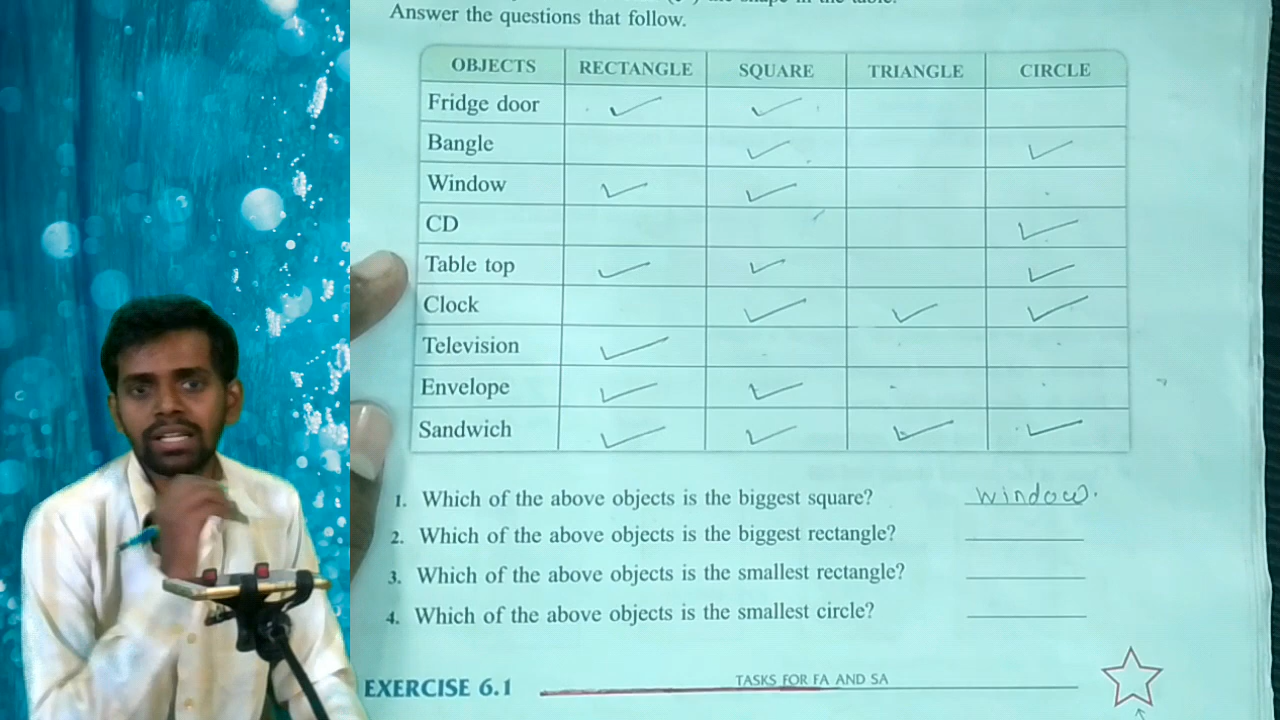 Answer the questions that follow.
OBJECTS RECTANGLE SQUARE TRIANGLE CIRCLE
Fridge door ✓ ✓
Bangle ✓ ✓
Window ✓ ✓
CD ✓
Table top ✓ ✓ ✓
Clock ✓ ✓ ✓
Television ✓
Envelope ✓ ✓
Sandwich ✓ ✓ ✓ ✓
1. Which of the above objects is the biggest square? window.
2. Which of the above objects is the biggest rectangle?
3. Which of the above objects is the smallest rectangle?
4. Which of the above objects is the smallest circle?
EXERCISE 6.1 TASKS FOR FA AND SA